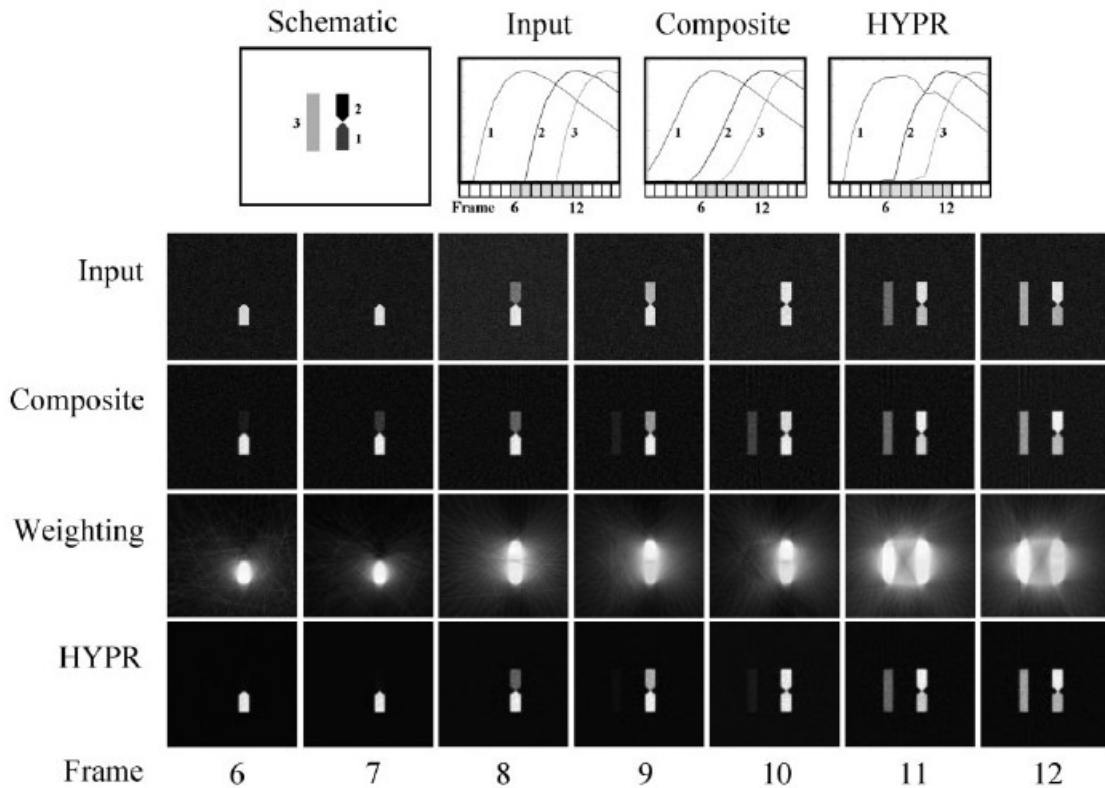 Schematic Input Composite HYPR
3 2 1
1 2 3
1 2 3
1 2 3
Frame 6 12
6 12
6 12
Input
Composite
Weighting
HYPR
Frame 6 7 8 9 10 11 12